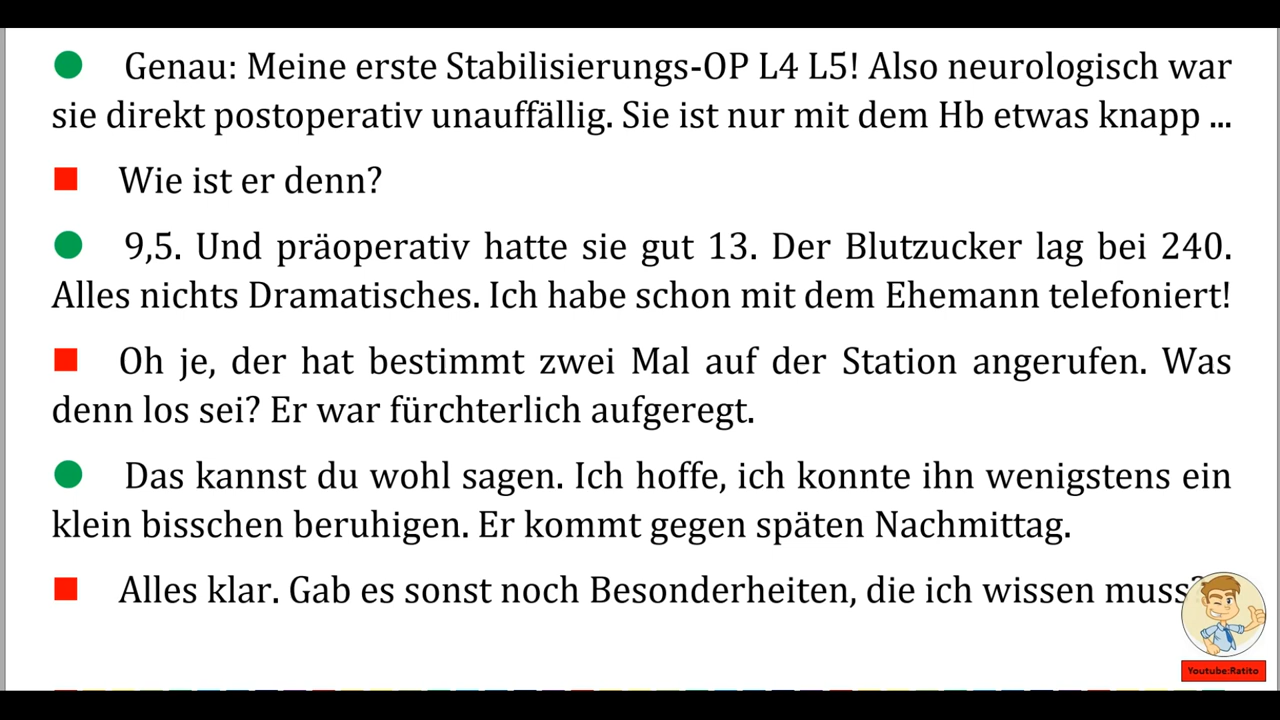 Genau: Meine erste Stabilisierungs-OP L4 L5! Also neurologisch war
sie direkt postoperativ unauffällig. Sie ist nur mit dem Hb etwas knapp ...
Wie ist er denn?
9,5. Und präoperativ hatte sie gut 13. Der Blutzucker lag bei 240.
Alles nichts Dramatisches. Ich habe schon mit dem Ehemann telefoniert!
Oh je, der hat bestimmt zwei Mal auf der Station angerufen. Was
denn los sei? Er war fürchterlich aufgeregt.
Das kannst du wohl sagen. Ich hoffe, ich konnte ihn wenigstens ein
klein bisschen beruhigen. Er kommt gegen späten Nachmittag.
Alles klar. Gab es sonst noch Besonderheiten, die ich wissen muss?
Youtube:Ratito